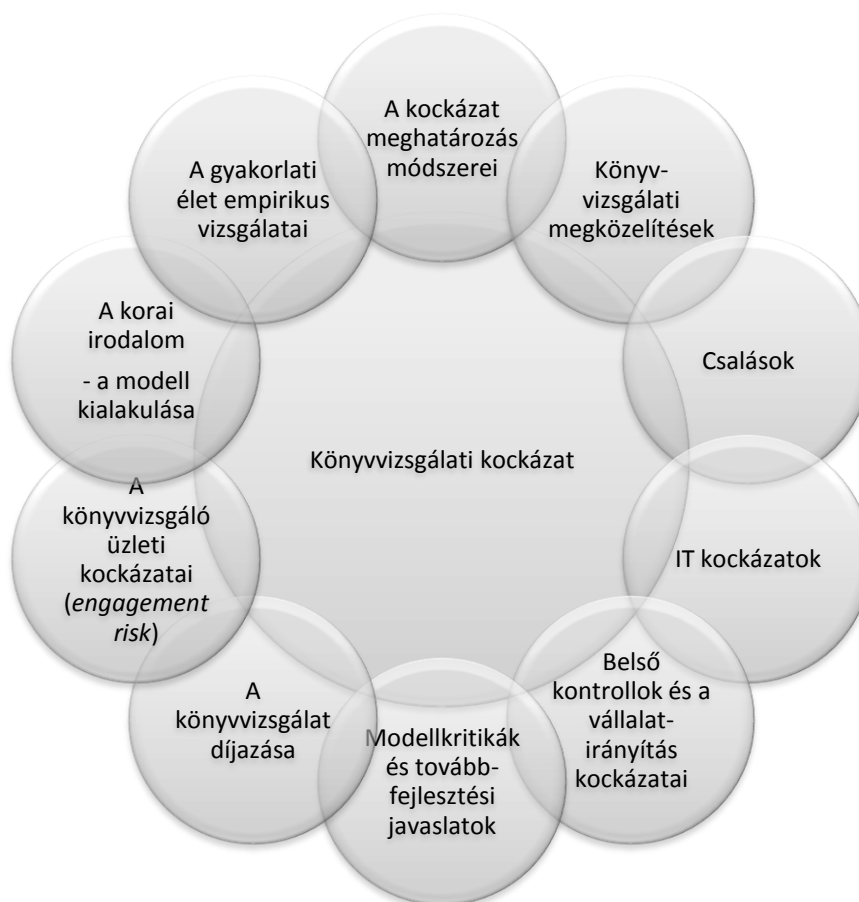 A kockázat
meghatározás
módszerei
Könyv-
vizsgálati
megközelítések
Csalások
IT kockázatok
Belső
kontrollok és a
vállalat-
irányítás
kockázatai
Modellkritikák
és tovább-
fejlesztési
javaslatok
A
könyvvizsgálat
díjazása
A
könyvvizsgáló
üzleti
kockázatai
(engagement
risk)
A korai
irodalom
- a modell
kialakulása
A gyakorlati
élet empirikus
vizsgálatai
Könyvvizsgálati kockázat